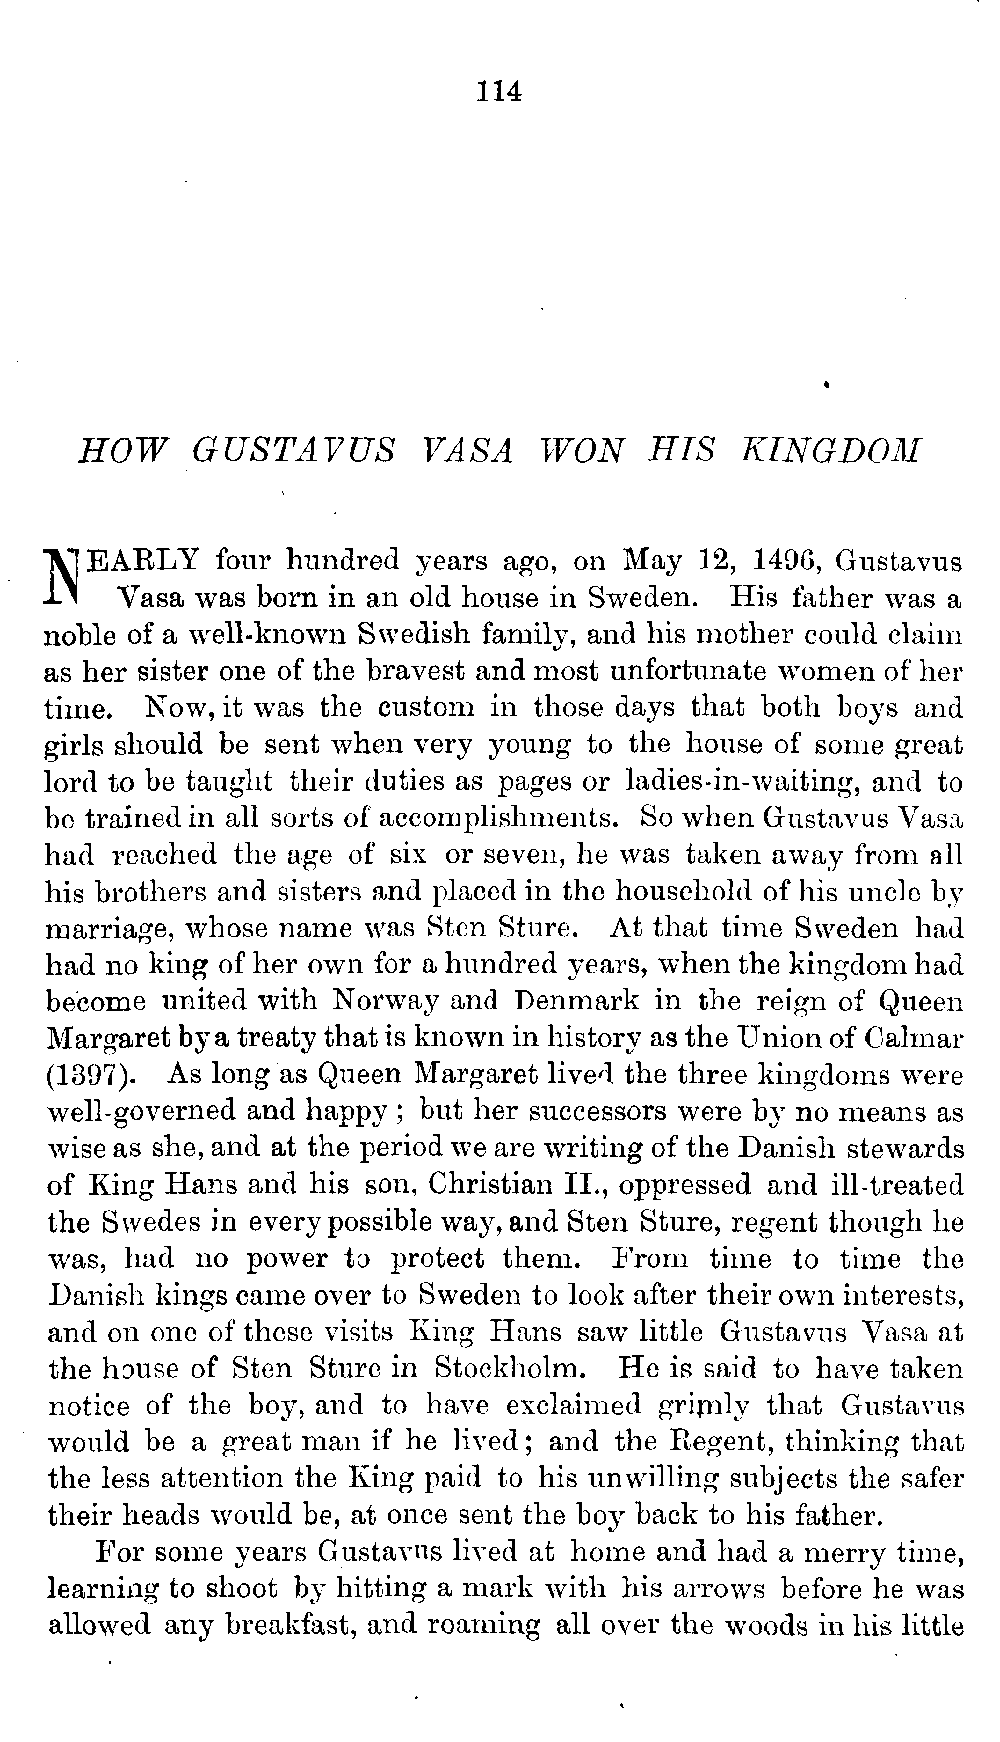 114
HOW GUSTAVUS VASA WON HIS KINGDOM
NEARLY four hundred years ago, on May 12, 1496, Gustavus
Vasa was born in an old house in Sweden. His father was a
noble of a well-known Swedish family, and his mother could claim
as her sister one of the bravest and most unfortunate women of her
time. Now, it was the custom in those days that both boys and
girls should be sent when very young to the house of some great
lord to be taught their duties as pages or ladies-in-waiting, and to
be trained in all sorts of accomplishments. So when Gustavus Vasa
had reached the age of six or seven, he was taken away from all
his brothers and sisters and placed in the household of his uncle by
marriage, whose name was Sten Sture. At that time Sweden had
had no king of her own for a hundred years, when the kingdom had
become united with Norway and Denmark in the reign of Queen
Margaret by a treaty that is known in history as the Union of Calmar
(1397). As long as Queen Margaret lived the three kingdoms were
well-governed and happy; but her successors were by no means as
wise as she, and at the period we are writing of the Danish stewards
of King Hans and his son, Christian II., oppressed and ill-treated
the Swedes in every possible way, and Sten Sture, regent though he
was, had no power to protect them. From time to time the
Danish kings came over to Sweden to look after their own interests,
and on one of these visits King Hans saw little Gustavus Vasa at
the house of Sten Sture in Stockholm. He is said to have taken
notice of the boy, and to have exclaimed grimly that Gustavus
would be a great man if he lived; and the Regent, thinking that
the less attention the King paid to his unwilling subjects the safer
their heads would be, at once sent the boy back to his father.
For some years Gustavus lived at home and had a merry time,
learning to shoot by hitting a mark with his arrows before he was
allowed any breakfast, and roaming all over the woods in his little